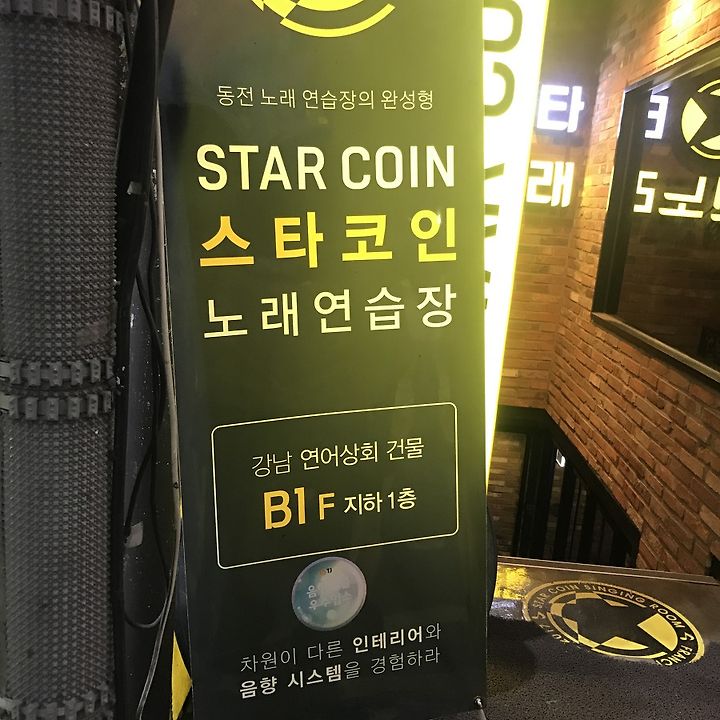 동전 노래 연습장의 완성형
STAR COIN
스타코인
노래연습장
강남 연어상회 건물
B1 F 지하 1층
차원이 다른 인테리어와
음향 시스템을 경험하라
타
래
STAR COIN SINGING ROOM